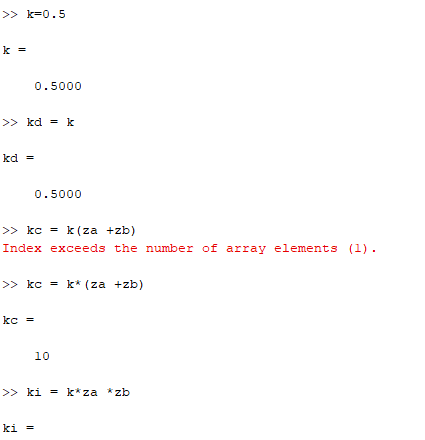 >> k=0.5
k =
0.5000
>> kd = k
kd =
0.5000
>> kc = k(za +zb)
Index exceeds the number of array elements (1).
>> kc = k*(za +zb)
kc =
10
>> ki = k*za *zb
ki =